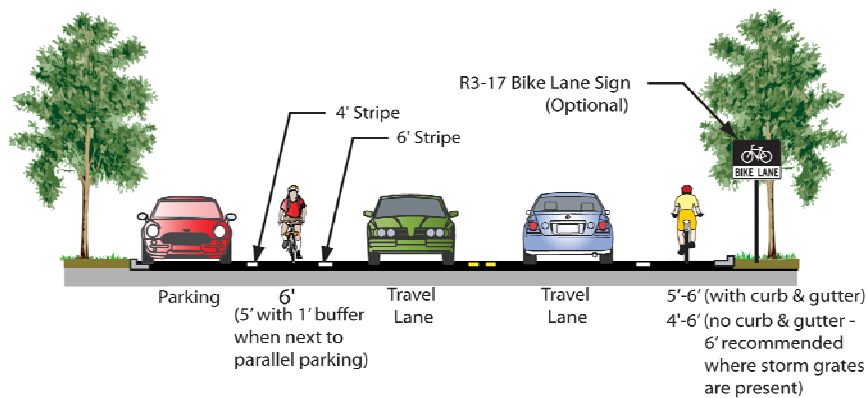 R3-17 Bike Lane Sign
(Optional)
4' Stripe
6' Stripe
BIKE LANE
Parking
6'
(5' with 1' buffer
when next to
parallel parking)
Travel
Lane
Travel
Lane
5'-6' (with curb & gutter)
4'-6' (no curb & gutter -
6' recommended
where storm grates
are present)